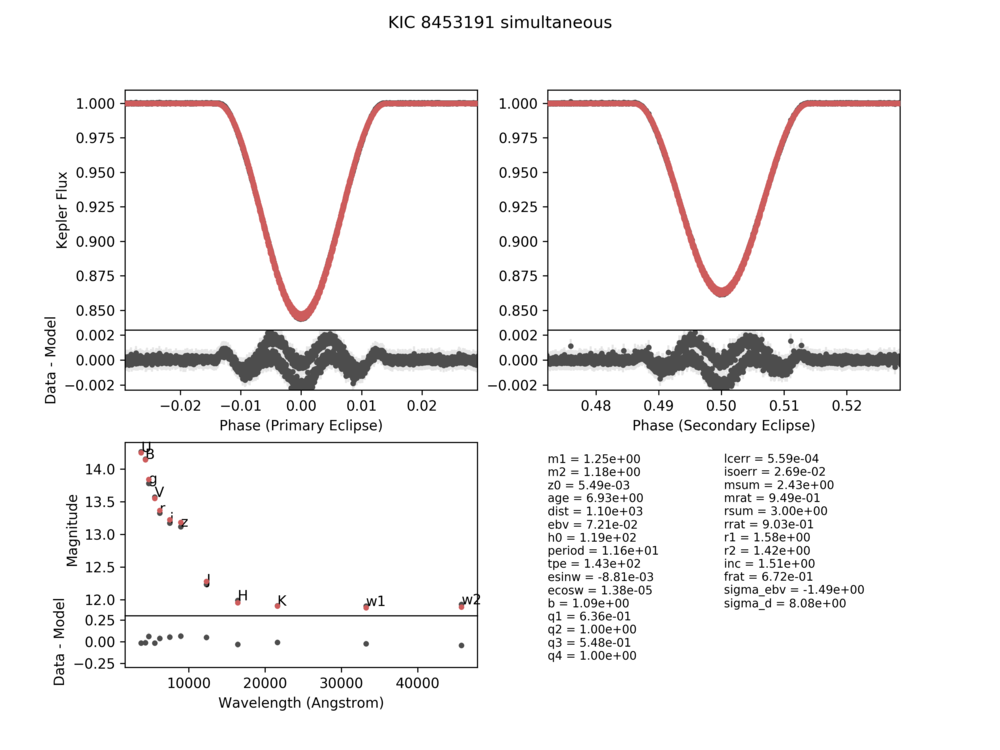 KIC 8453191 simultaneous
1.000
0.975
0.950
0.925
0.900
0.875
0.850
Kepler Flux
0.002
0.000
−0.002
Data - Model
−0.02 −0.01 0.00 0.01 0.02
Phase (Primary Eclipse)
1.000
0.975
0.950
0.925
0.900
0.875
0.850
0.002
0.000
−0.002
0.48 0.49 0.50 0.51 0.52
Phase (Secondary Eclipse)
14.0
13.5
13.0
12.5
12.0
Magnitude
U
B
g
V
r
i
z
J
H
K
w1
w2
0.25
0.00
−0.25
Data - Model
10000 20000 30000 40000
Wavelength (Angstrom)
m1 = 1.25e+00
m2 = 1.18e+00
z0 = 5.49e-03
age = 6.93e+00
dist = 1.10e+03
ebv = 7.21e-02
h0 = 1.19e+02
period = 1.16e+01
tpe = 1.43e+02
esinw = -8.81e-03
ecosw = 1.38e-05
b = 1.09e+00
q1 = 6.36e-01
q2 = 1.00e+00
q3 = 5.48e-01
q4 = 1.00e+00
lcerr = 5.59e-04
isoerr = 2.69e-02
msum = 2.43e+00
mrat = 9.49e-01
rsum = 3.00e+00
rrat = 9.03e-01
r1 = 1.58e+00
r2 = 1.42e+00
inc = 1.51e+00
frat = 6.72e-01
sigma_ebv = -1.49e+00
sigma_d = 8.08e+00